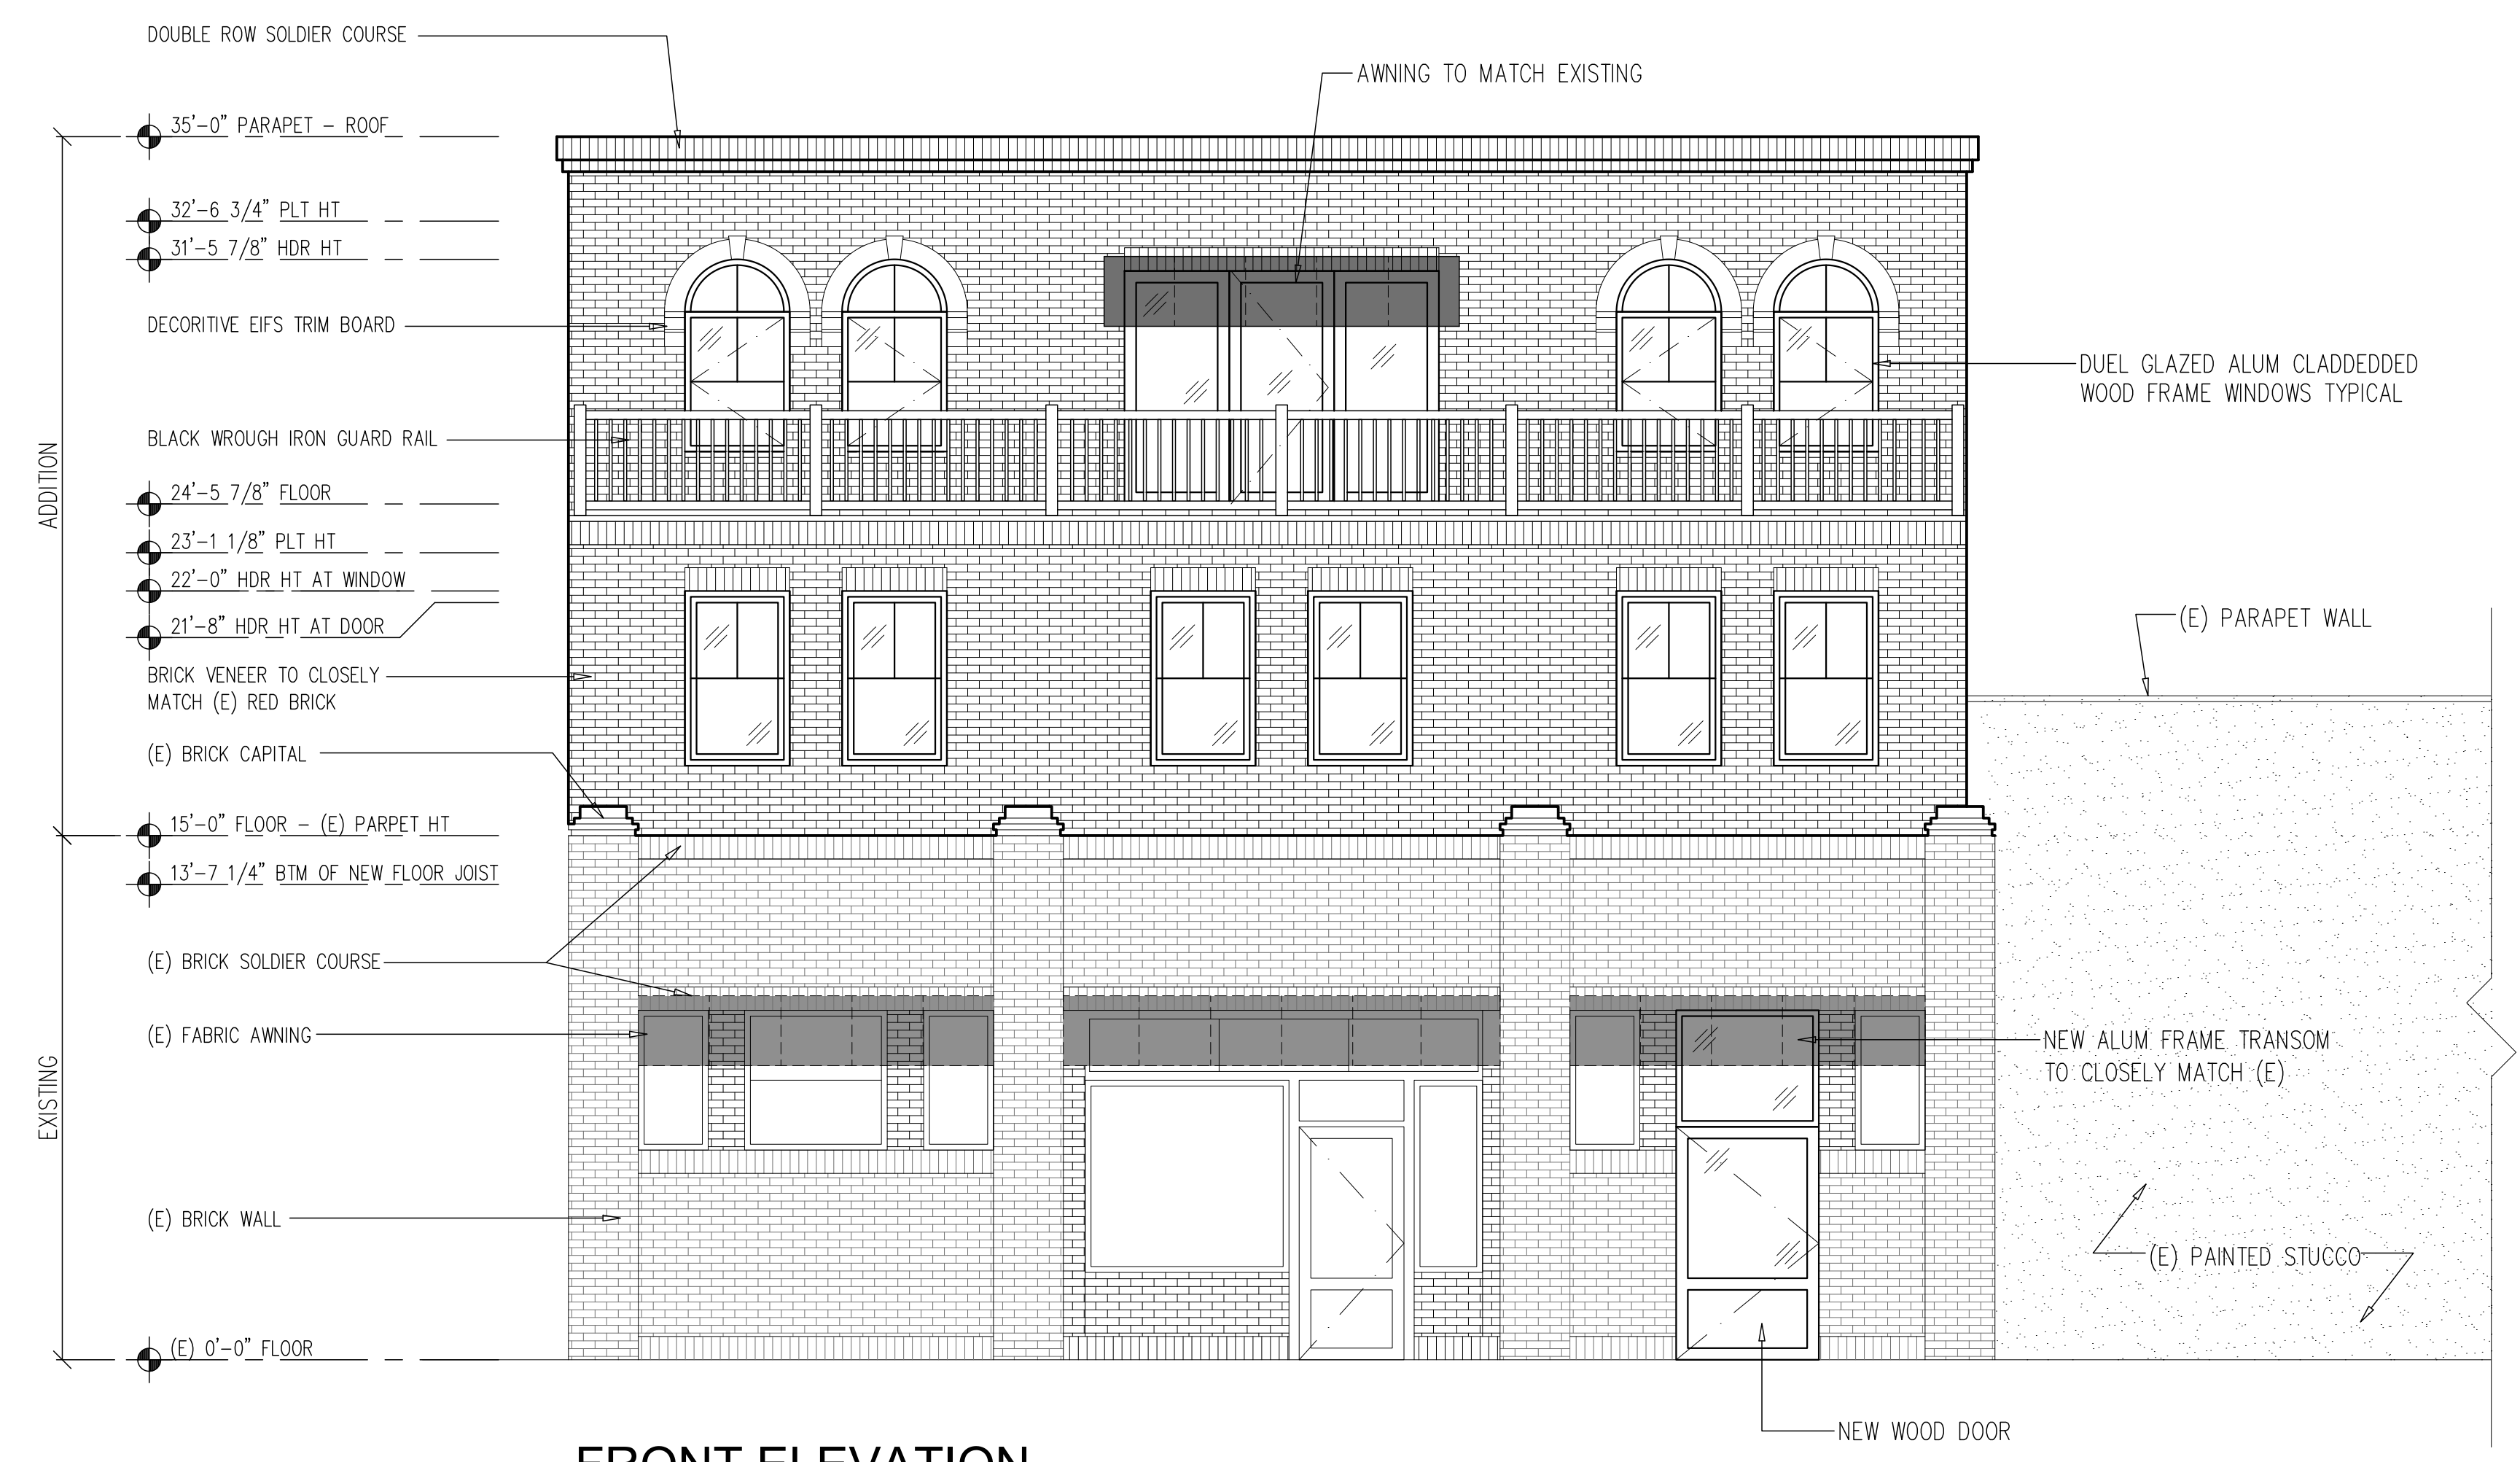 DOUBLE ROW SOLDIER COURSE
AWNING TO MATCH EXISTING
35'-0" PARAPET - ROOF
32'-6 3/4" PLT HT
31'-5 7/8" HDR HT
DECORITIVE EIFS TRIM BOARD
DUEL GLAZED ALUM CLADDEDDED
WOOD FRAME WINDOWS TYPICAL
BLACK WROUGH IRON GUARD RAIL
ADDITION
24'-5 7/8" FLOOR
23'-1 1/8" PLT HT
22'-0" HDR HT AT WINDOW
21'-8" HDR HT AT DOOR
(E) PARAPET WALL
BRICK VENEER TO CLOSELY
MATCH (E) RED BRICK
(E) BRICK CAPITAL
15'-0" FLOOR - (E) PARPET HT
13'-7 1/4" BTM OF NEW FLOOR JOIST
(E) BRICK SOLDIER COURSE
(E) FABRIC AWNING
NEW ALUM FRAME TRANSOM
TO CLOSELY MATCH (E)
EXISTING
(E) BRICK WALL
(E) PAINTED STUCCO
(E) 0'-0" FLOOR
NEW WOOD DOOR
FRONT ELEVATION